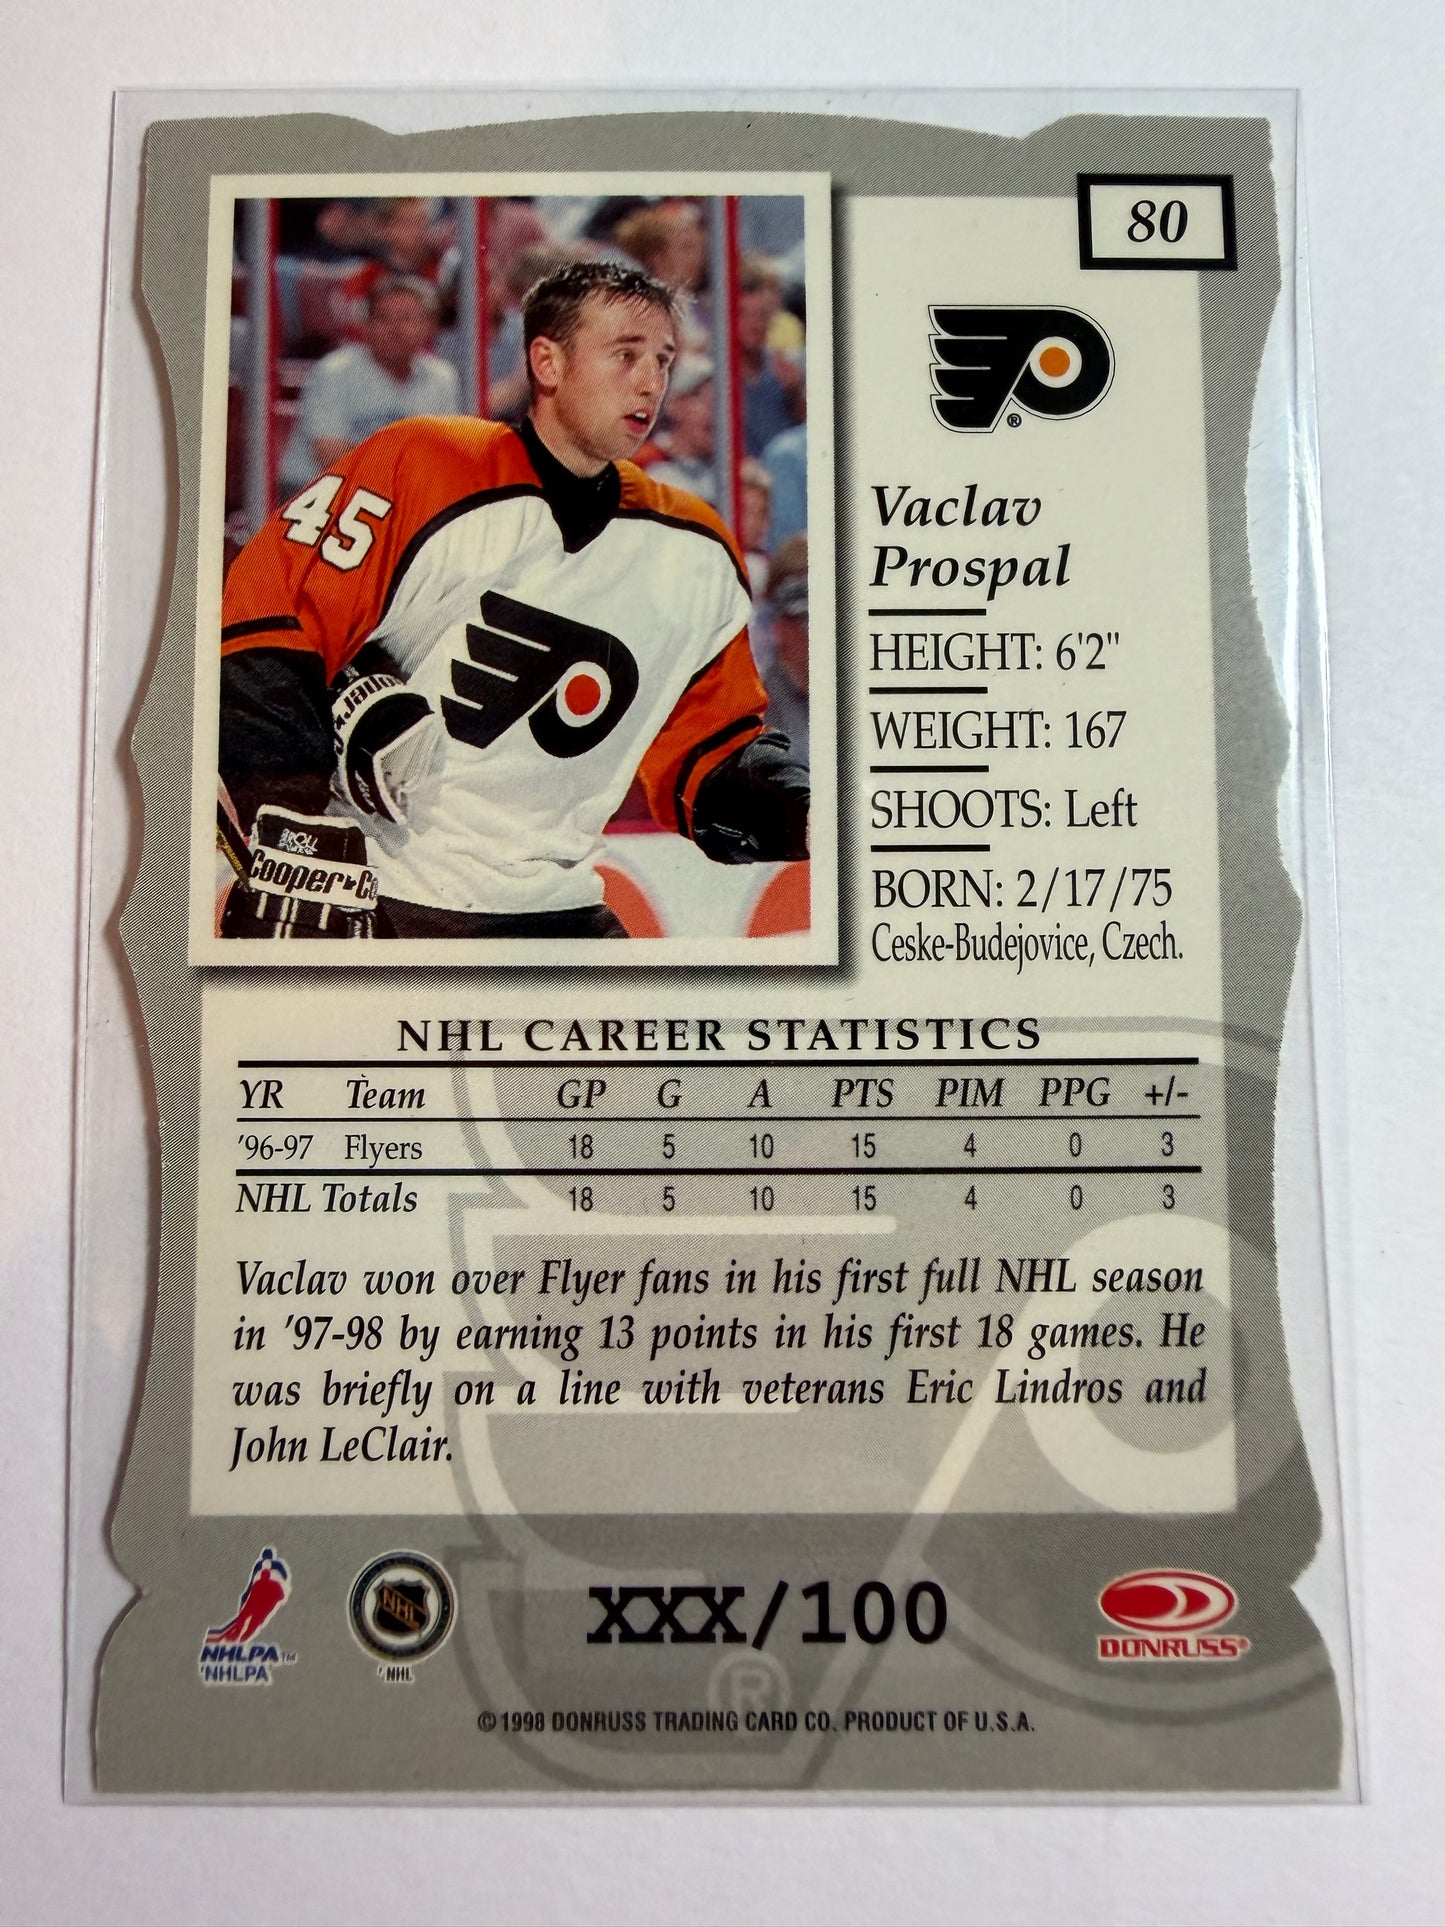 80
®
45
Vaclav
Prospal
HEIGHT: 6'2"
WEIGHT: 167
SHOOTS: Left
BORN: 2/17/75
Ceske-Budejovice, Czech.
Cooper
NHL CAREER STATISTICS
YR Team GP G A PTS PIM PPG +/-
'96-97 Flyers 18 5 10 15 4 0 3
NHL Totals 18 5 10 15 4 0 3
Vaclav won over Flyer fans in his first full NHL season
in '97-98 by earning 13 points in his first 18 games. He
was briefly on a line with veterans Eric Lindros and
John LeClair.
NHLPA™
NHLPA
NHL
NHL
XXX/100
DONRUSS®
®
©1998 DONRUSS TRADING CARD CO. PRODUCT OF U.S.A.